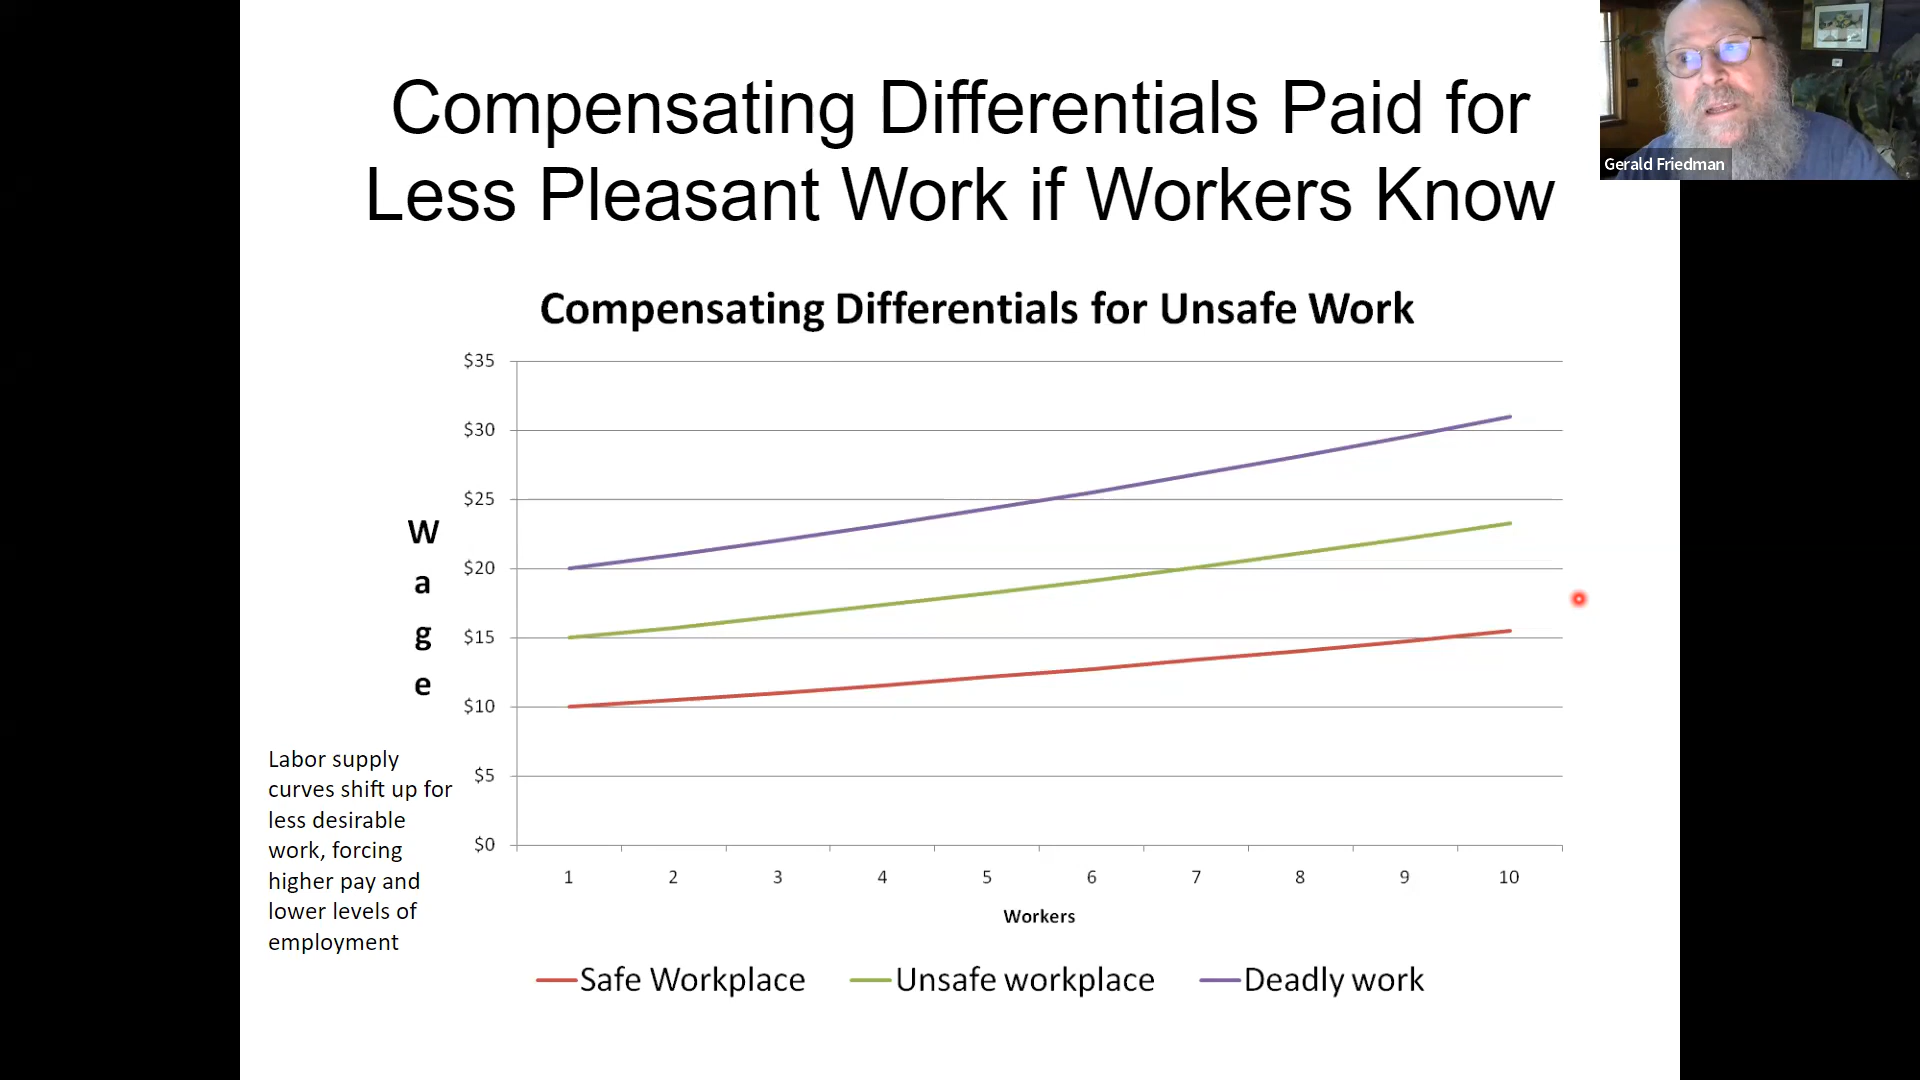 Compensating Differentials Paid for
Less Pleasant Work if Workers Know
Gerald Friedman
Compensating Differentials for Unsafe Work
$35
$30
$25
$20
$15
$10
$5
$0
W
a
g
e
Labor supply
curves shift up for
less desirable
work, forcing
higher pay and
lower levels of
employment
1 2 3 4 5 6 7 8 9 10
Workers
Safe Workplace Unsafe workplace Deadly work